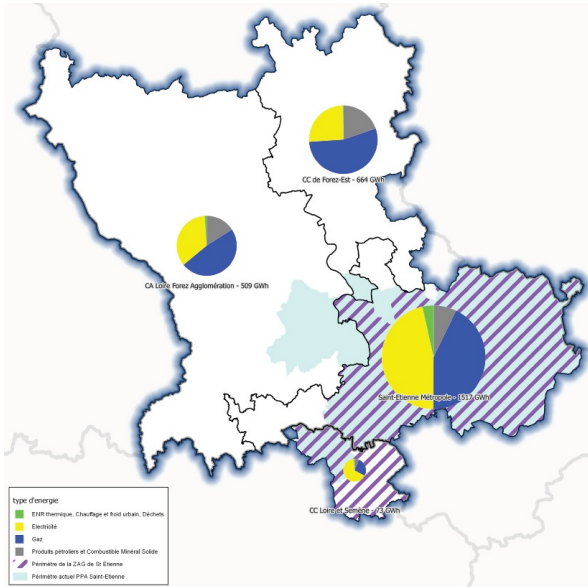 CC de Forez-Est - 664 GWh
CA Loire Forez Agglomération - 509 GWh
Saint-Etienne Métropole - 1517 GWh
CC Loire et Semène - 73 GWh
type d'energie
ENR thermique, Chauffage et froid urbain, Déchets
Electricité
Gaz
Produits pétroliers et Combustible Minéral Solide
Périmètre de la ZAG de St Etienne
Périmètre actuel PPA Saint-Etienne